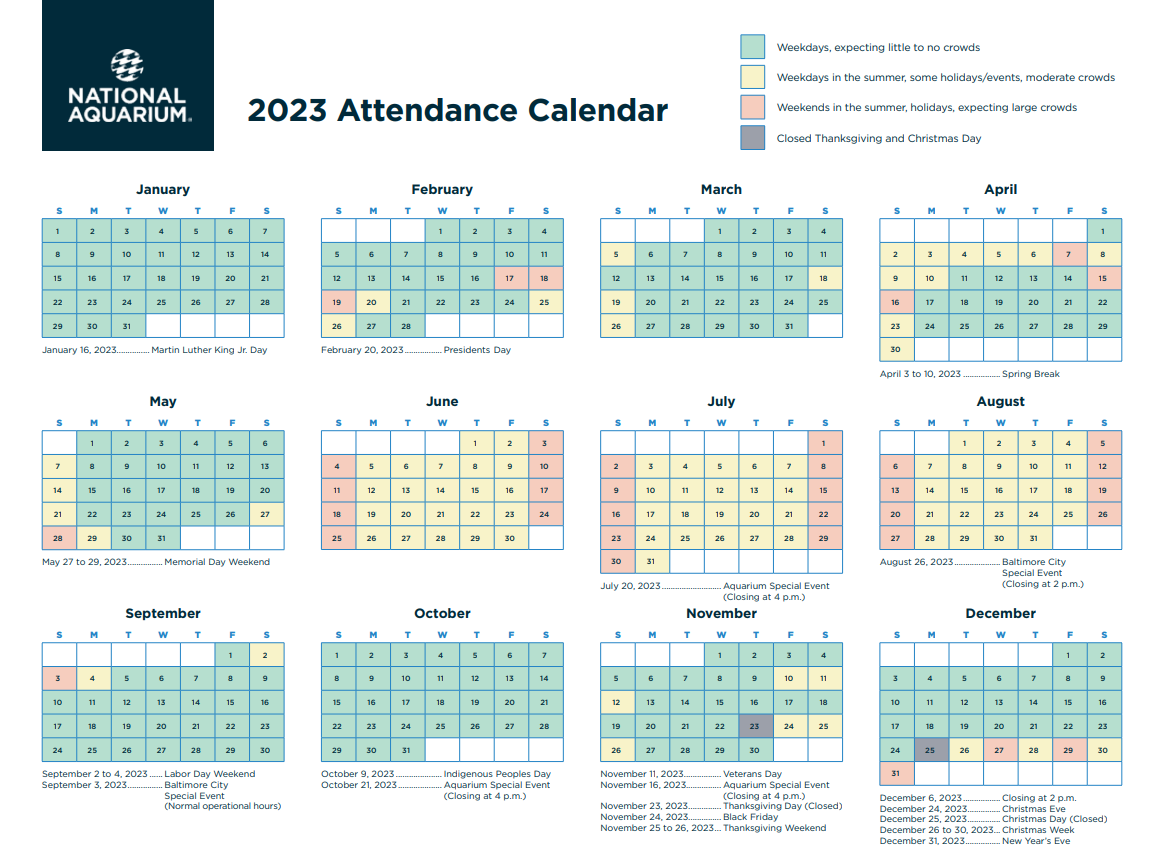 NATIONAL
AQUARIUM
2023 Attendance Calendar
Weekdays, expecting little to no crowds
Weekdays in the summer, some holidays/events, moderate crowds
Weekends in the summer, holidays, expecting large crowds
Closed Thanksgiving and Christmas Day
January
S M T W T F S
1 2 3 4 5 6 7
8 9 10 11 12 13 14
15 16 17 18 19 20 21
22 23 24 25 26 27 28
29 30 31
January 16, 2023............... Martin Luther King Jr. Day
February
S M T W T F S
1 2 3 4
5 6 7 8 9 10 11
12 13 14 15 16 17 18
19 20 21 22 23 24 25
26 27 28
February 20, 2023 ............... Presidents Day
March
S M T W T F S
1 2 3 4
5 6 7 8 9 10 11
12 13 14 15 16 17 18
19 20 21 22 23 24 25
26 27 28 29 30 31
April
S M T W T F S
1
2 3 4 5 6 7 8
9 10 11 12 13 14 15
16 17 18 19 20 21 22
23 24 25 26 27 28 29
30
April 3 to 10, 2023 ............... Spring Break
May
S M T W T F S
1 2 3 4 5 6
7 8 9 10 11 12 13
14 15 16 17 18 19 20
21 22 23 24 25 26 27
28 29 30 31
May 27 to 29, 2023............... Memorial Day Weekend
June
S M T W T F S
1 2 3
4 5 6 7 8 9 10
11 12 13 14 15 16 17
18 19 20 21 22 23 24
25 26 27 28 29 30
July
S M T W T F S
1
2 3 4 5 6 7 8
9 10 11 12 13 14 15
16 17 18 19 20 21 22
23 24 25 26 27 28 29
30 31
July 20, 2023 ..................... Aquarium Special Event
(Closing at 4 p.m.)
August
S M T W T F S
1 2 3 4 5
6 7 8 9 10 11 12
13 14 15 16 17 18 19
20 21 22 23 24 25 26
27 28 29 30 31
August 26, 2023 .................. Baltimore City
Special Event
(Closing at 2 p.m.)
September
S M T W T F S
1 2
3 4 5 6 7 8 9
10 11 12 13 14 15 16
17 18 19 20 21 22 23
24 25 26 27 28 29 30
September 2 to 4, 2023 ..... Labor Day Weekend
September 3, 2023 ............. Baltimore City
Special Event
(Normal operational hours)
October
S M T W T F S
1 2 3 4 5 6 7
8 9 10 11 12 13 14
15 16 17 18 19 20 21
22 23 24 25 26 27 28
29 30 31
October 9, 2023 .................. Indigenous Peoples Day
October 21, 2023 ................. Aquarium Special Event
(Closing at 4 p.m.)
November
S M T W T F S
1 2 3 4
5 6 7 8 9 10 11
12 13 14 15 16 17 18
19 20 21 22 23 24 25
26 27 28 29 30
November 11, 2023............... Veterans Day
November 16, 2023.............. Aquarium Special Event
(Closing at 4 p.m.)
November 23, 2023............. Thanksgiving Day (Closed)
November 24, 2023............. Black Friday
November 25 to 26, 2023... Thanksgiving Weekend
December
S M T W T F S
1 2
3 4 5 6 7 8 9
10 11 12 13 14 15 16
17 18 19 20 21 22 23
24 25 26 27 28 29 30
31
December 6, 2023 ............... Closing at 2 p.m.
December 24, 2023.............. Christmas Eve
December 25, 2023.............. Christmas Day (Closed)
December 26 to 30, 2023... Christmas Week
December 31, 2023 .............. New Year's Eve